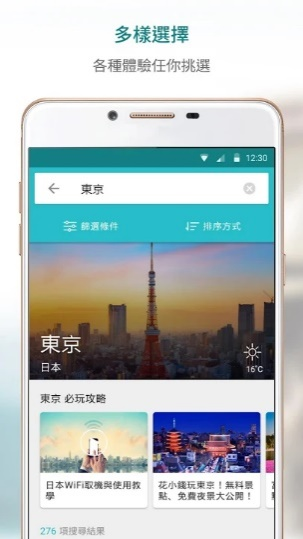 多樣選擇
各種體驗任你挑選
12:30
東京
篩選條件
排序方式
東京
日本
16°C
東京 必玩攻略
日本WiFi取機與使用教
學
花小錢玩東京！無料景
點、免費夜景大公開！
276 項搜尋結果